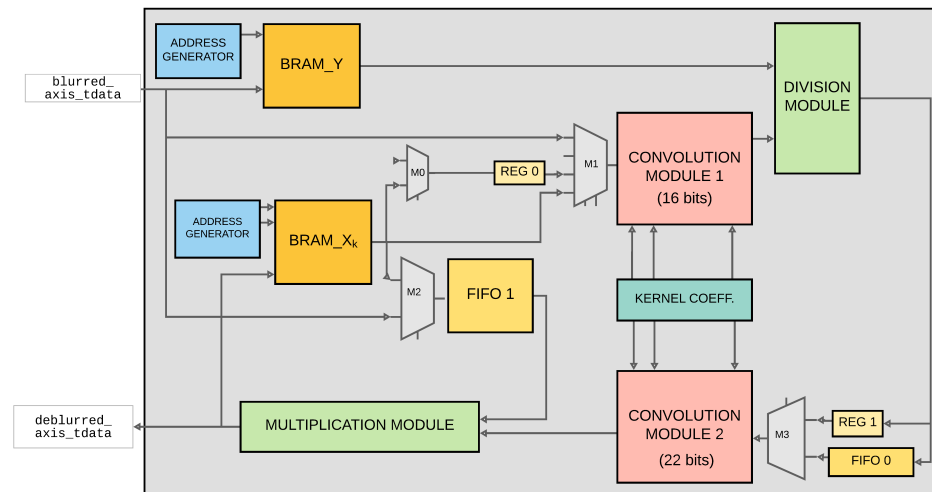 ADDRESS
GENERATOR
BRAM_Y
DIVISION
MODULE
blurred_
axis_tdata
M0
REG 0
M1
CONVOLUTION
MODULE 1
(16 bits)
ADDRESS
GENERATOR
BRAM_Xk
M2
FIFO 1
KERNEL COEFF.
deblurred_
axis_tdata
MULTIPLICATION MODULE
CONVOLUTION
MODULE 2
(22 bits)
M3
REG 1
FIFO 0